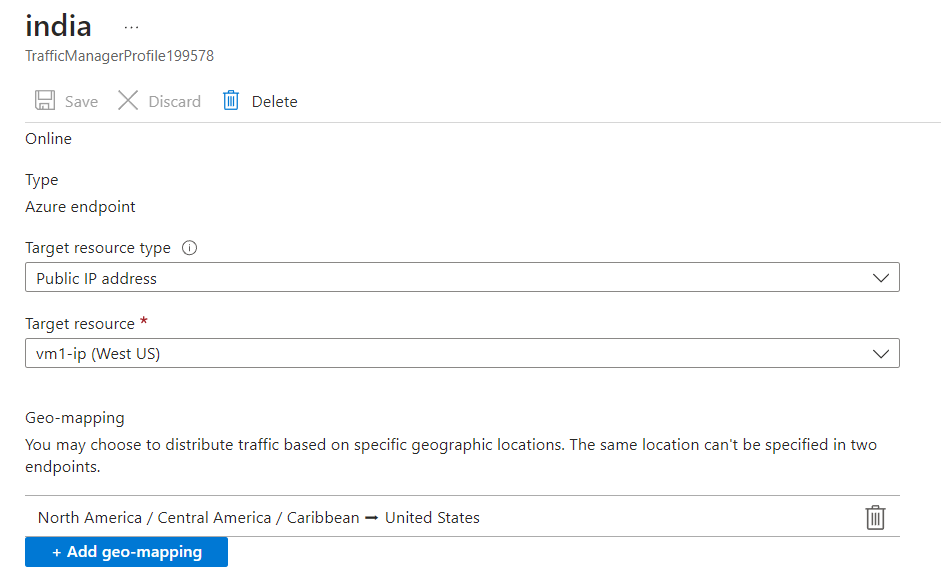 india ...
TrafficManagerProfile199578
Save Discard Delete
Online
Type
Azure endpoint
Target resource type
Public IP address
Target resource *
vm1-ip (West US)
Geo-mapping
You may choose to distribute traffic based on specific geographic locations. The same location can't be specified in two
endpoints.
North America / Central America / Caribbean ➞ United States
+ Add geo-mapping